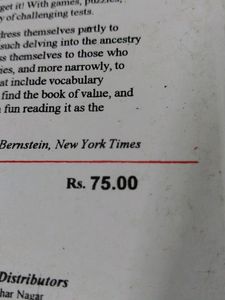 get it! With games, puzzles,
y of challenging tests.
dress themselves partly to
such delving into the ancestry
ss themselves to those who
ies, and more narrowly, to
at include vocabulary
find the book of value, and
fun reading it as the
Bernstein, New York Times
Rs. 75.00
Distributors
har Nagar